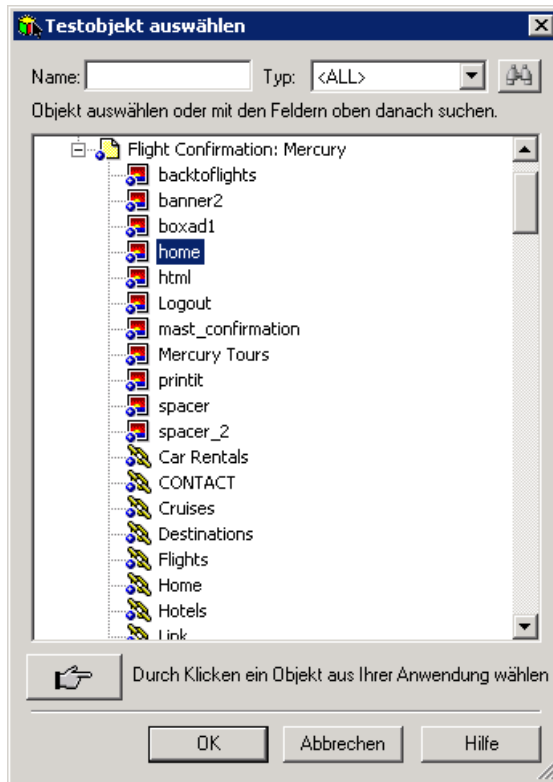 Testobjekt auswählen
Name: Typ: <ALL>
Objekt auswählen oder mit den Feldern oben danach suchen.
Flight Confirmation: Mercury
backtoflights
banner2
boxad1
home
html
Logout
mast_confirmation
Mercury Tours
printit
spacer
spacer_2
Car Rentals
CONTACT
Cruises
Destinations
Flights
Home
Hotels
Link
Durch Klicken ein Objekt aus Ihrer Anwendung wählen
OK Abbrechen Hilfe